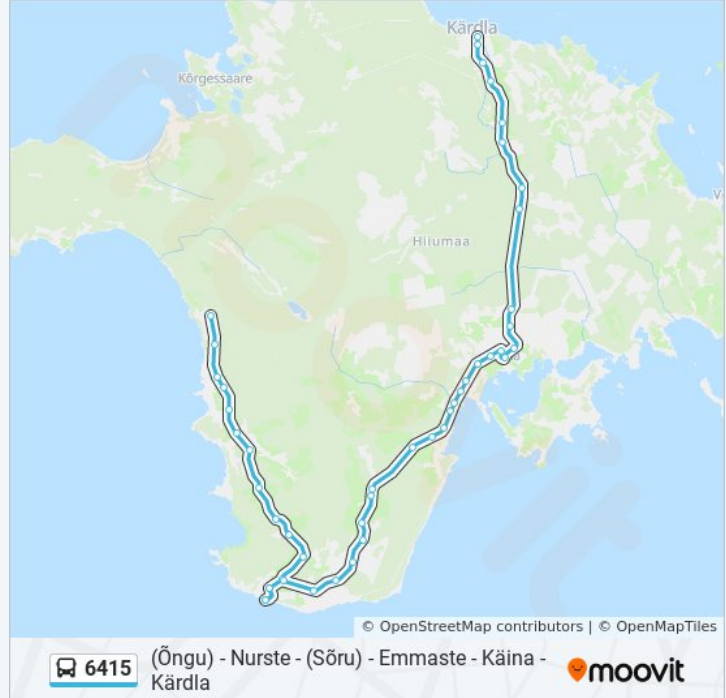 Kärdla
Kõrgessaare
Hiiumaa
© OpenStreetMap contributors | © OpenMapTiles
6415
(Õngu) - Nurste - (Sõru) - Emmaste - Käina -
Kärdla
moovit